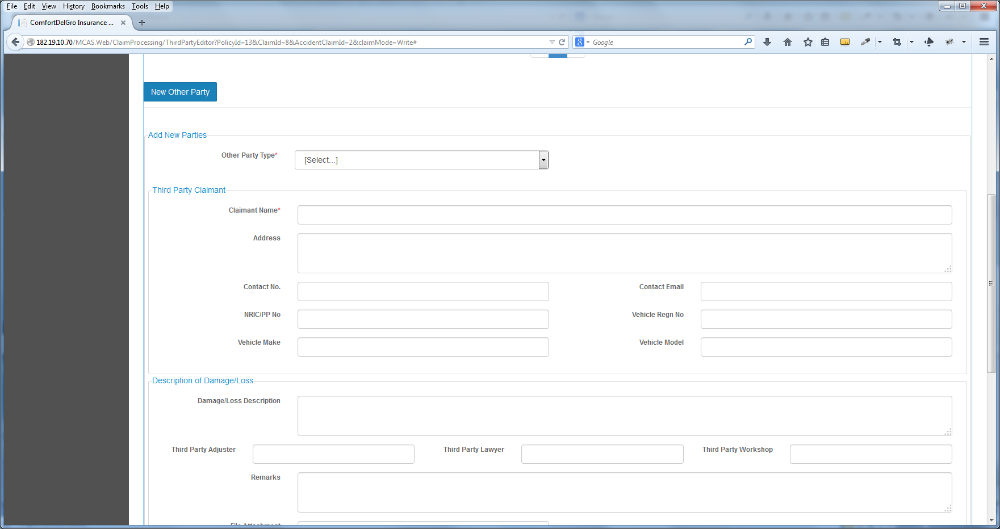 File Edit View History Bookmarks Tools Help
ComfortDelGro Insurance ...
182.19.10.70/MCAS.Web/ClaimProcessing/ThirdPartyEditor?PolicyId=13&ClaimId=8&AccidentClaimId=2&claimMode=Write#
8 Google
New Other Party
Add New Parties
Other Party Type* [Select...]
Third Party Claimant
Claimant Name*
Address
Contact No. Contact Email
NRIC/PP No Vehicle Regn No
Vehicle Make Vehicle Model
Description of Damage/Loss
Damage/Loss Description
Third Party Adjuster Third Party Lawyer Third Party Workshop
Remarks
File Attachment